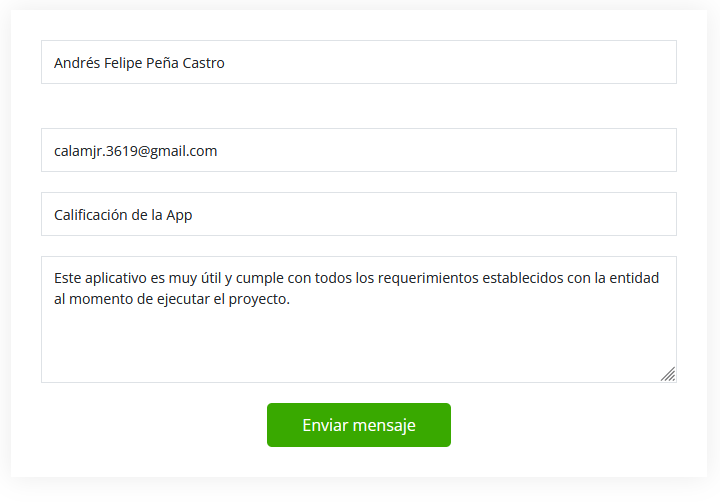 Andrés Felipe Peña Castro
calamjr.3619@gmail.com
Calificación de la App
Este aplicativo es muy útil y cumple con todos los requerimientos establecidos con la entidad
al momento de ejecutar el proyecto.
Enviar mensaje